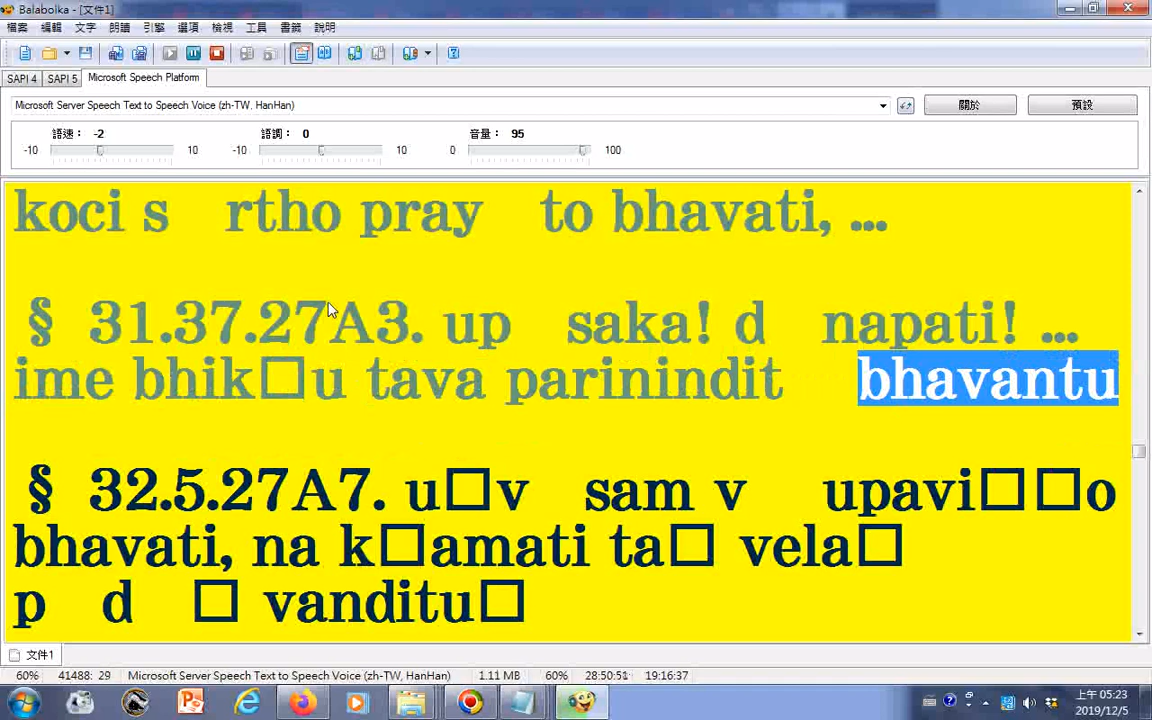 Balabolka - [文件1]
檔案 編輯 文字 朗讀 引擎 選項 檢視 工具 書籤 說明
SAPI 4 SAPI 5 Microsoft Speech Platform
Microsoft Server Speech Text to Speech Voice (zh-TW, HanHan) 關於 預設
語速： -2 語調： 0 音量： 95
-10 10 -10 10 0 100
koci s rtho pray to bhavati, ...
§ 31.37.27A3. up saka! d napati! ...
ime bhik□u tava parinindit bhavantu
§ 32.5.27A7. u□v sam v upavi□□o
bhavati, na k□amati ta□ vela□
p d □ vanditu□
文件1
60% 41488: 29 Microsoft Server Speech Text to Speech Voice (zh-TW, HanHan) 1.11 MB 60% 28:50:51 19:16:37
上午 05:23
2019/12/5